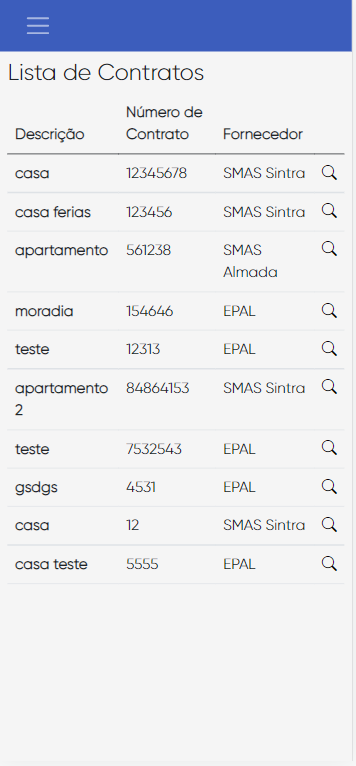 Lista de Contratos
Número de
Descrição Contrato Fornecedor
casa 12345678 SMAS Sintra
casa ferias 123456 SMAS Sintra
apartamento 561238 SMAS
Almada
moradia 154646 EPAL
teste 12313 EPAL
apartamento 84864153 SMAS Sintra
2
teste 7532543 EPAL
gsdgs 4531 EPAL
casa 12 SMAS Sintra
casa teste 5555 EPAL